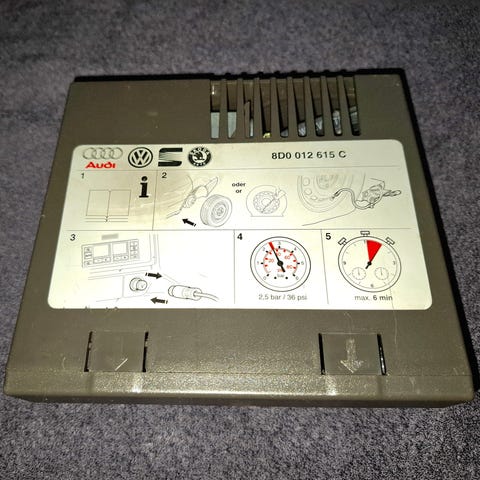 Audi
8D0 012 615 C
1
2
oder
or
3
4
5
2,5 bar / 36 psi
max. 6 min